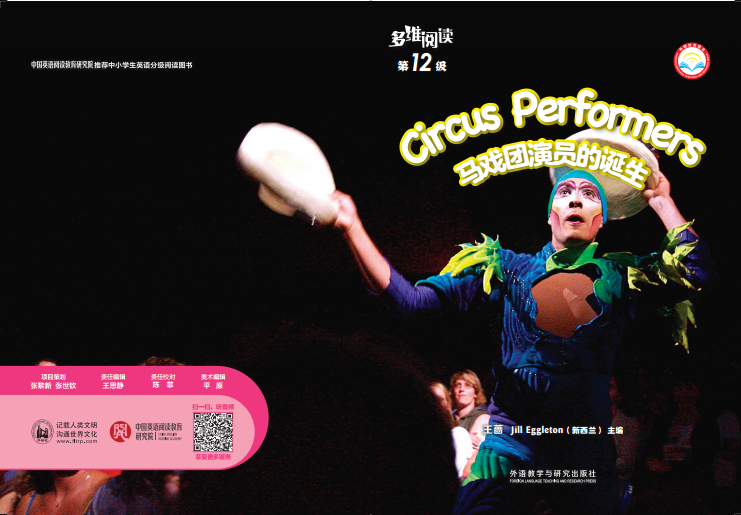 中国英语阅读教育研究院推荐中小学生英语分级阅读图书
项目策划
张黎新 张世钦
责任编辑
王思静
责任校对
陈 菲
美术编辑
平 原
记载人类文明
沟通世界文化
www.fltrp.com
中国英语阅读教育
研究院
扫一扫，听音频
享受更多服务
多维阅读
第12级
Circus Performers
马戏团演员的诞生
王蔷 Jill Eggleton（新西兰）主编
外语教学与研究出版社
FOREIGN LANGUAGE TEACHING AND RESEARCH PRESS